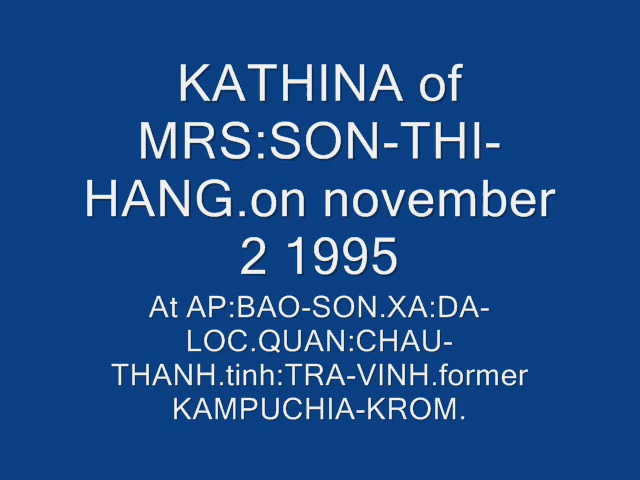 KATHINA of
MRS:SON-THI-
HANG.on november
2 1995
At AP:BAO-SON.XA:DA-
LOC.QUAN:CHAU-
THANH.tinh:TRA-VINH.former
KAMPUCHIA-KROM.